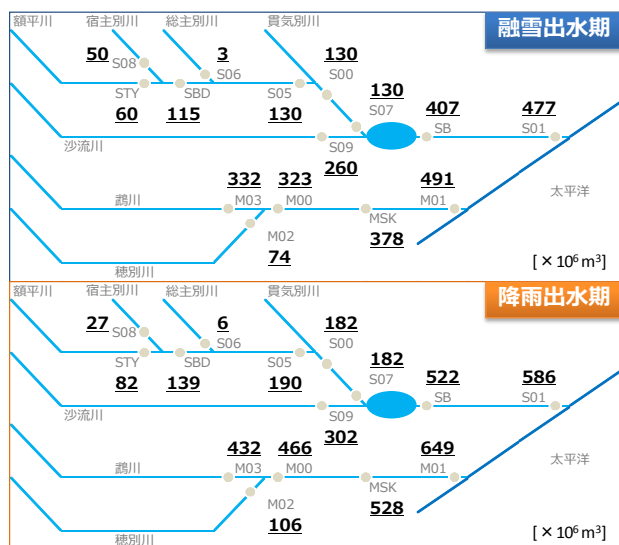 額平川 宿主別川 総主別川 貫気別川 融雪出水期
50 S08 3 S06 130 S00
STY SBD S05 130 S07 407 477
60 115 130 SB S01
沙流川 S09
260
332 323 491 太平洋
鵡川 M03 M00 MSK M01
M02 378
74
穂別川 [×10⁶m³]
額平川 宿主別川 総主別川 貫気別川 降雨出水期
27 S08 6 S06 182 S00
STY SBD S05 182 S07 522 586
82 139 190 SB S01
沙流川 S09
302
432 466 649 太平洋
鵡川 M03 M00 MSK M01
M02 528
106
穂別川 [×10⁶m³]